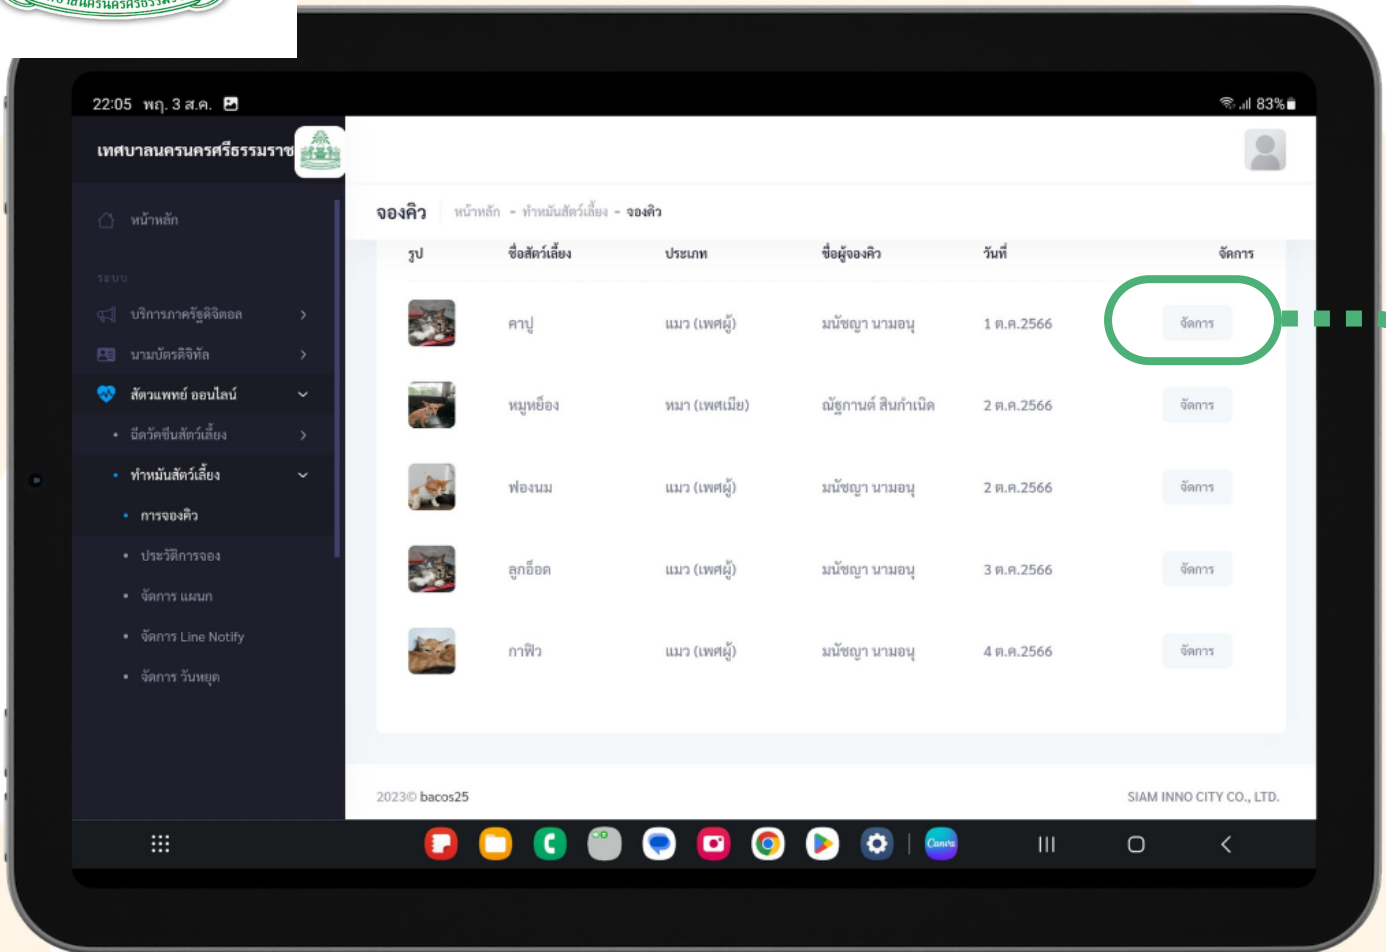 22:05 พฤ. 3 ส.ค.
83%
เทศบาลนครนครศรีธรรมราช
หน้าหลัก
ระบบ
บริการภาครัฐดิจิตอล
นามบัตรดิจิทัล
สัตวแพทย์ ออนไลน์
ฉีดวัคซีนสัตว์เลี้ยง
ทำหมันสัตว์เลี้ยง
การจองคิว
ประวัติการจอง
จัดการ แผนก
จัดการ Line Notify
จัดการ วันหยุด
จองคิว หน้าหลัก - ทำหมันสัตว์เลี้ยง - จองคิว
รูป ชื่อสัตว์เลี้ยง ประเภท ชื่อผู้จองคิว วันที่ จัดการ
คาปู แมว (เพศผู้) มนัชญา นามอนุ 1 ต.ค.2566 จัดการ
หมูหย็อง หมา (เพศเมีย) ณัฐกานต์ สินกำเนิด 2 ต.ค.2566 จัดการ
ฟองนม แมว (เพศผู้) มนัชญา นามอนุ 2 ต.ค.2566 จัดการ
ลูกอ็อด แมว (เพศผู้) มนัชญา นามอนุ 3 ต.ค.2566 จัดการ
กาฟิว แมว (เพศผู้) มนัชญา นามอนุ 4 ต.ค.2566 จัดการ
2023© bacos25
SIAM INNO CITY CO., LTD.
Canva